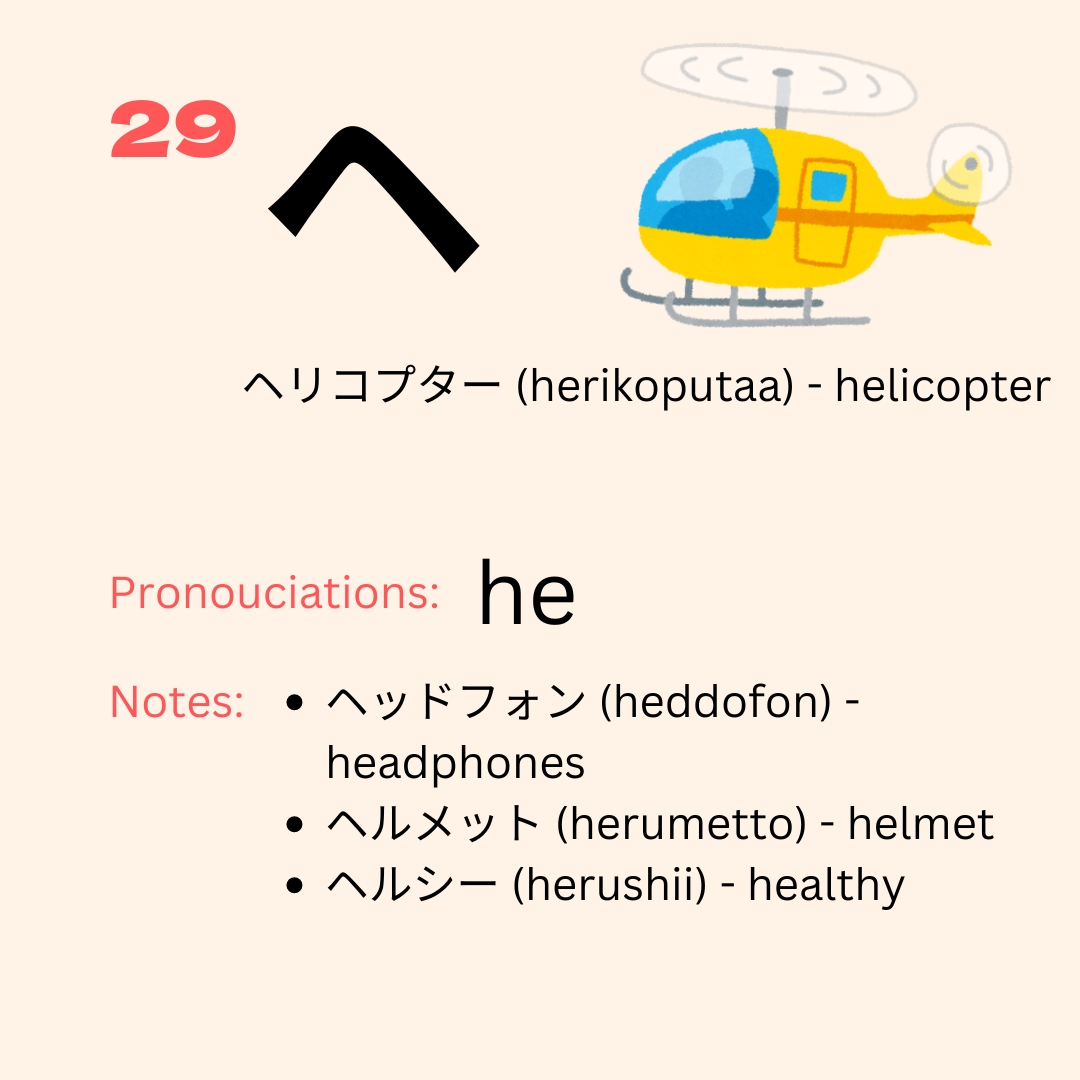 29
ヘ
ヘリコプター (herikoputaa) - helicopter
Pronouciations: he
Notes:
• ヘッドフォン (heddofon) -
headphones
• ヘルメット (herumetto) - helmet
• ヘルシー (herushii) - healthy